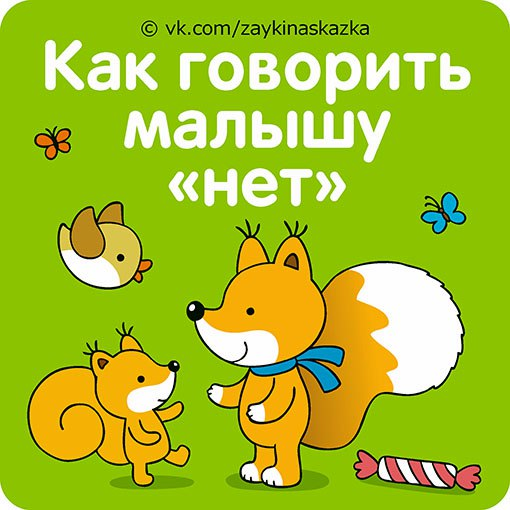 © vk.com/zaykinaskazka
Как говорить
малышу
«нет»